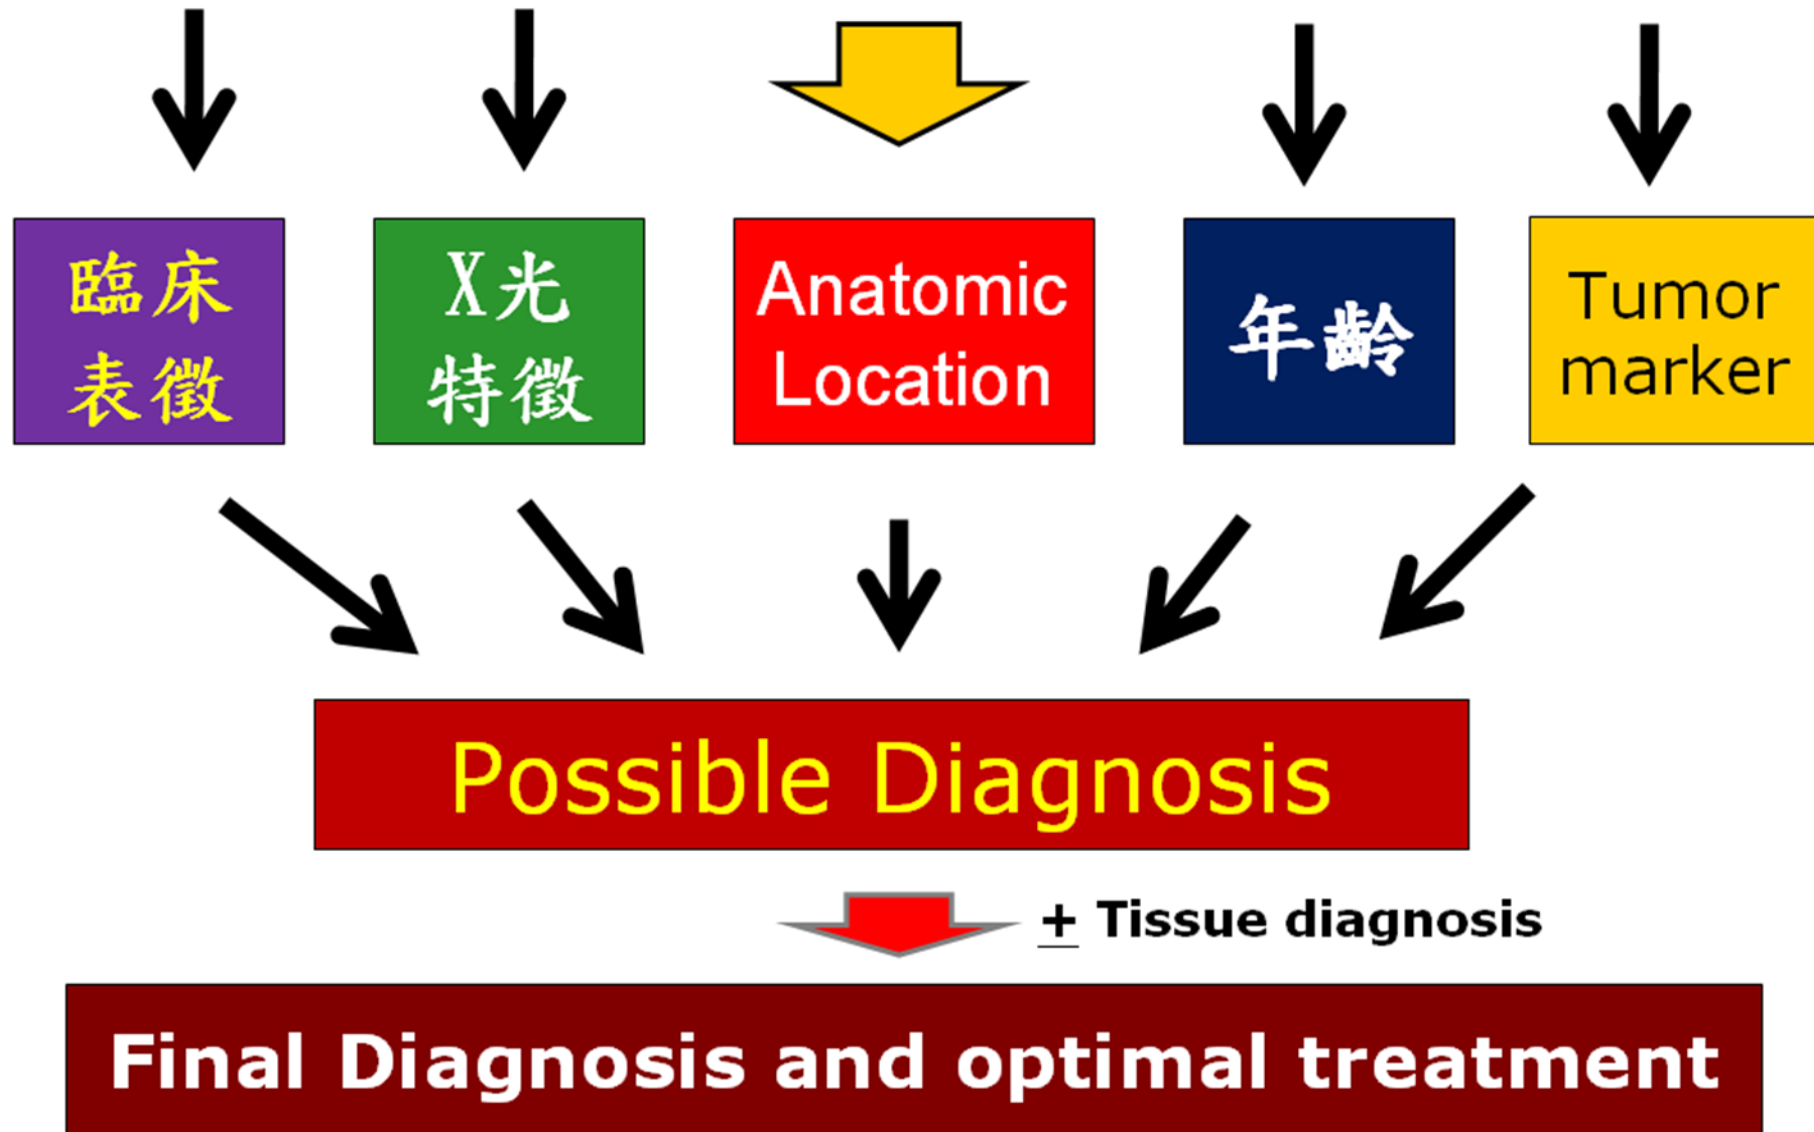 臨床
表徵
X光
特徵
Anatomic
Location
年齡
Tumor
marker
Possible Diagnosis
± Tissue diagnosis
Final Diagnosis and optimal treatment